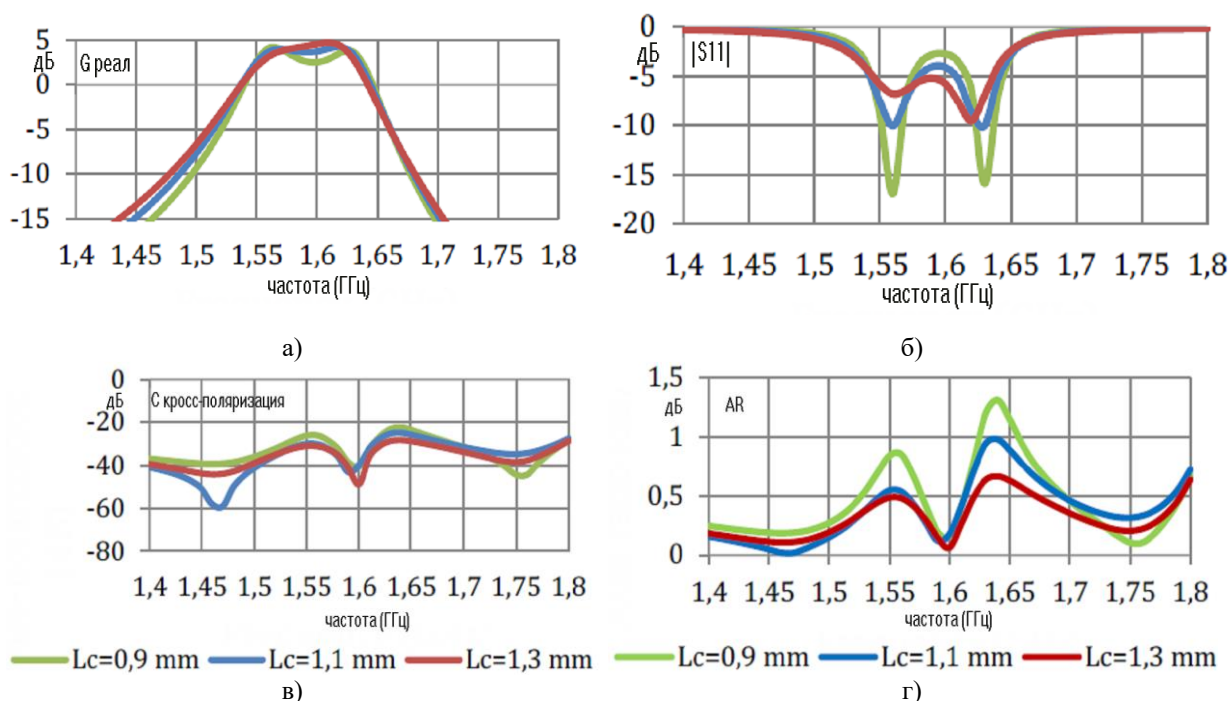 5
дБ
G реал
0
-5
-10
-15
1,4 1,45 1,5 1,55 1,6 1,65 1,7 1,75 1,8
частота (ГГц)
а)
0
дБ
|S11|
-5
-10
-15
-20
1,4 1,45 1,5 1,55 1,6 1,65 1,7 1,75 1,8
частота (ГГц)
б)
0
дБ
С кросс-поляризация
-20
-40
-60
-80
1,4 1,45 1,5 1,55 1,6 1,65 1,7 1,75 1,8
частота (ГГц)
Lc=0,9 mm Lc=1,1 mm Lc=1,3 mm
в)
1,5
дБ
AR
1
0,5
0
1,4 1,45 1,5 1,55 1,6 1,65 1,7 1,75 1,8
частота (ГГц)
Lc=0,9 mm Lc=1,1 mm Lc=1,3 mm
г)